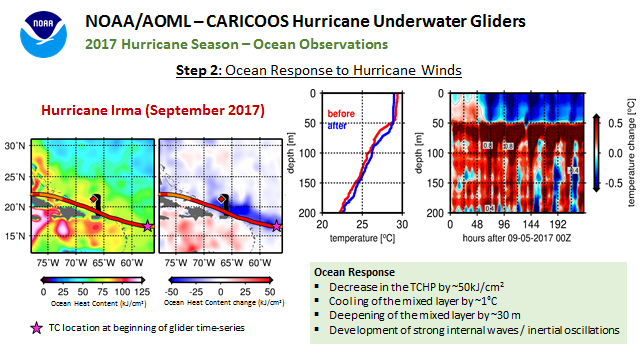 NOAA
NOAA/AOML – CARICOOS Hurricane Underwater Gliders
2017 Hurricane Season – Ocean Observations
Step 2: Ocean Response to Hurricane Winds
Hurricane Irma (September 2017)
30°N
25°N
20°N
15°N
75°W 70°W 65°W 60°W
75°W 70°W 65°W 60°W
0 25 50 75 100 125
Ocean Heat Content (kJ/cm²)
-50 -25 0 25 50
Ocean Heat Content change (kJ/cm²)
TC location at beginning of glider time-series
before
after
depth [m]
0
50
100
150
200
20 25 30
temperature [ºC]
depth [m]
0
50
100
150
200
0.8
0.8
0.4
0 48 96 144 192
hours after 09-05-2017 00Z
0.5
0.0
-0.5
temperature change [ºC]
Ocean Response
▪ Decrease in the TCHP by ~50kJ/cm²
▪ Cooling of the mixed layer by ~1°C
▪ Deepening of the mixed layer by ~30 m
▪ Development of strong internal waves / inertial oscillations